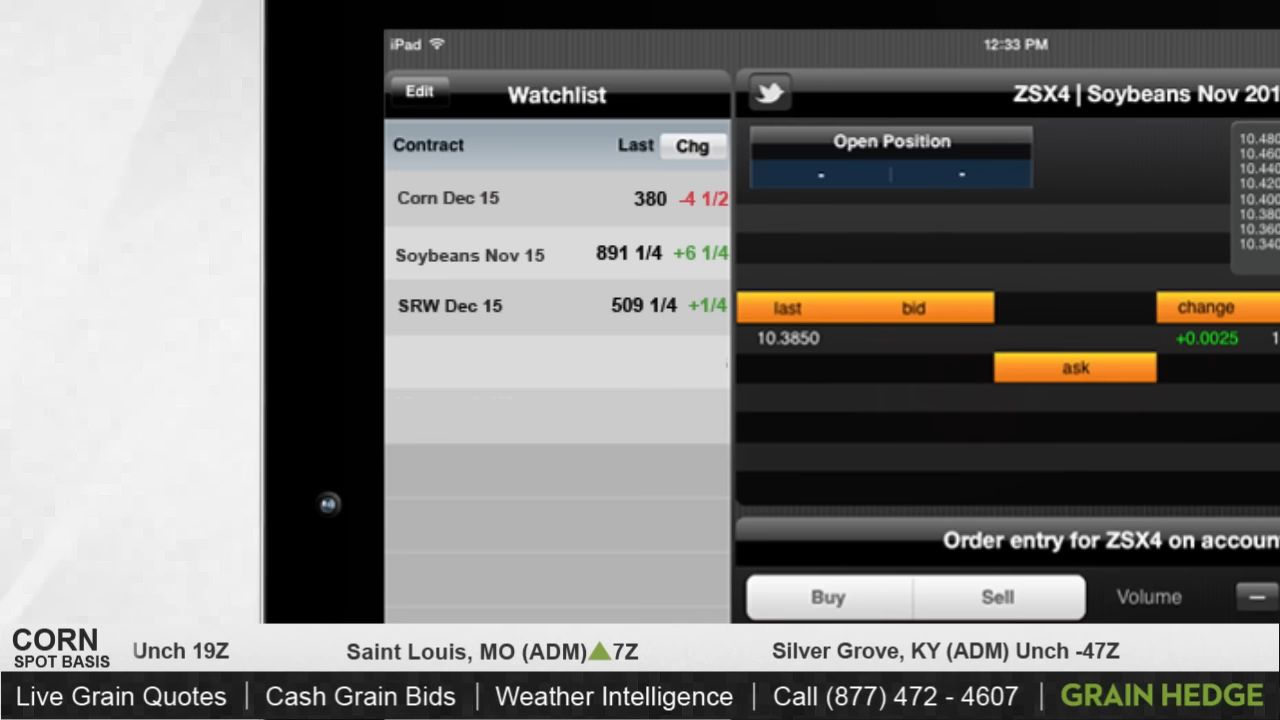 iPad
12:33 PM
Edit
Watchlist
ZSX4 | Soybeans Nov 201
Contract Last Chg
Open Position
- -
Corn Dec 15 380 -4 1/2
Soybeans Nov 15 891 1/4 +6 1/4
SRW Dec 15 509 1/4 +1/4
10.480
10.460
10.440
10.420
10.400
10.380
10.360
10.340
last bid change
10.3850 +0.0025 1
ask
Order entry for ZSX4 on accoun
Buy Sell Volume
CORN
SPOT BASIS
Unch 19Z Saint Louis, MO (ADM)▲7Z Silver Grove, KY (ADM) Unch -47Z
Live Grain Quotes | Cash Grain Bids | Weather Intelligence | Call (877) 472 - 4607 | GRAIN HEDGE